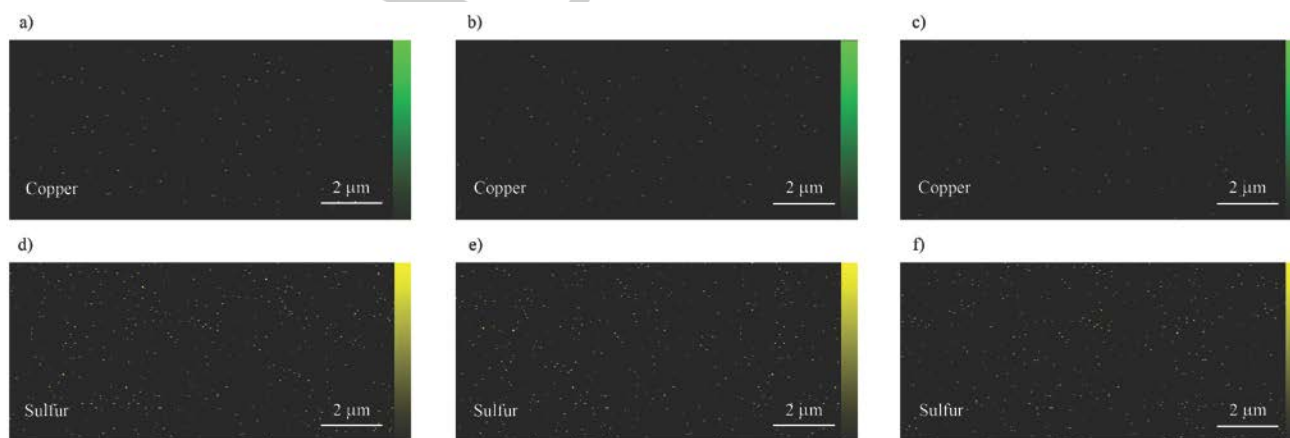 a)
b)
c)
Copper
2 μm
Copper
2 μm
Copper
2 μm
d)
e)
f)
Sulfur
2 μm
Sulfur
2 μm
Sulfur
2 μm